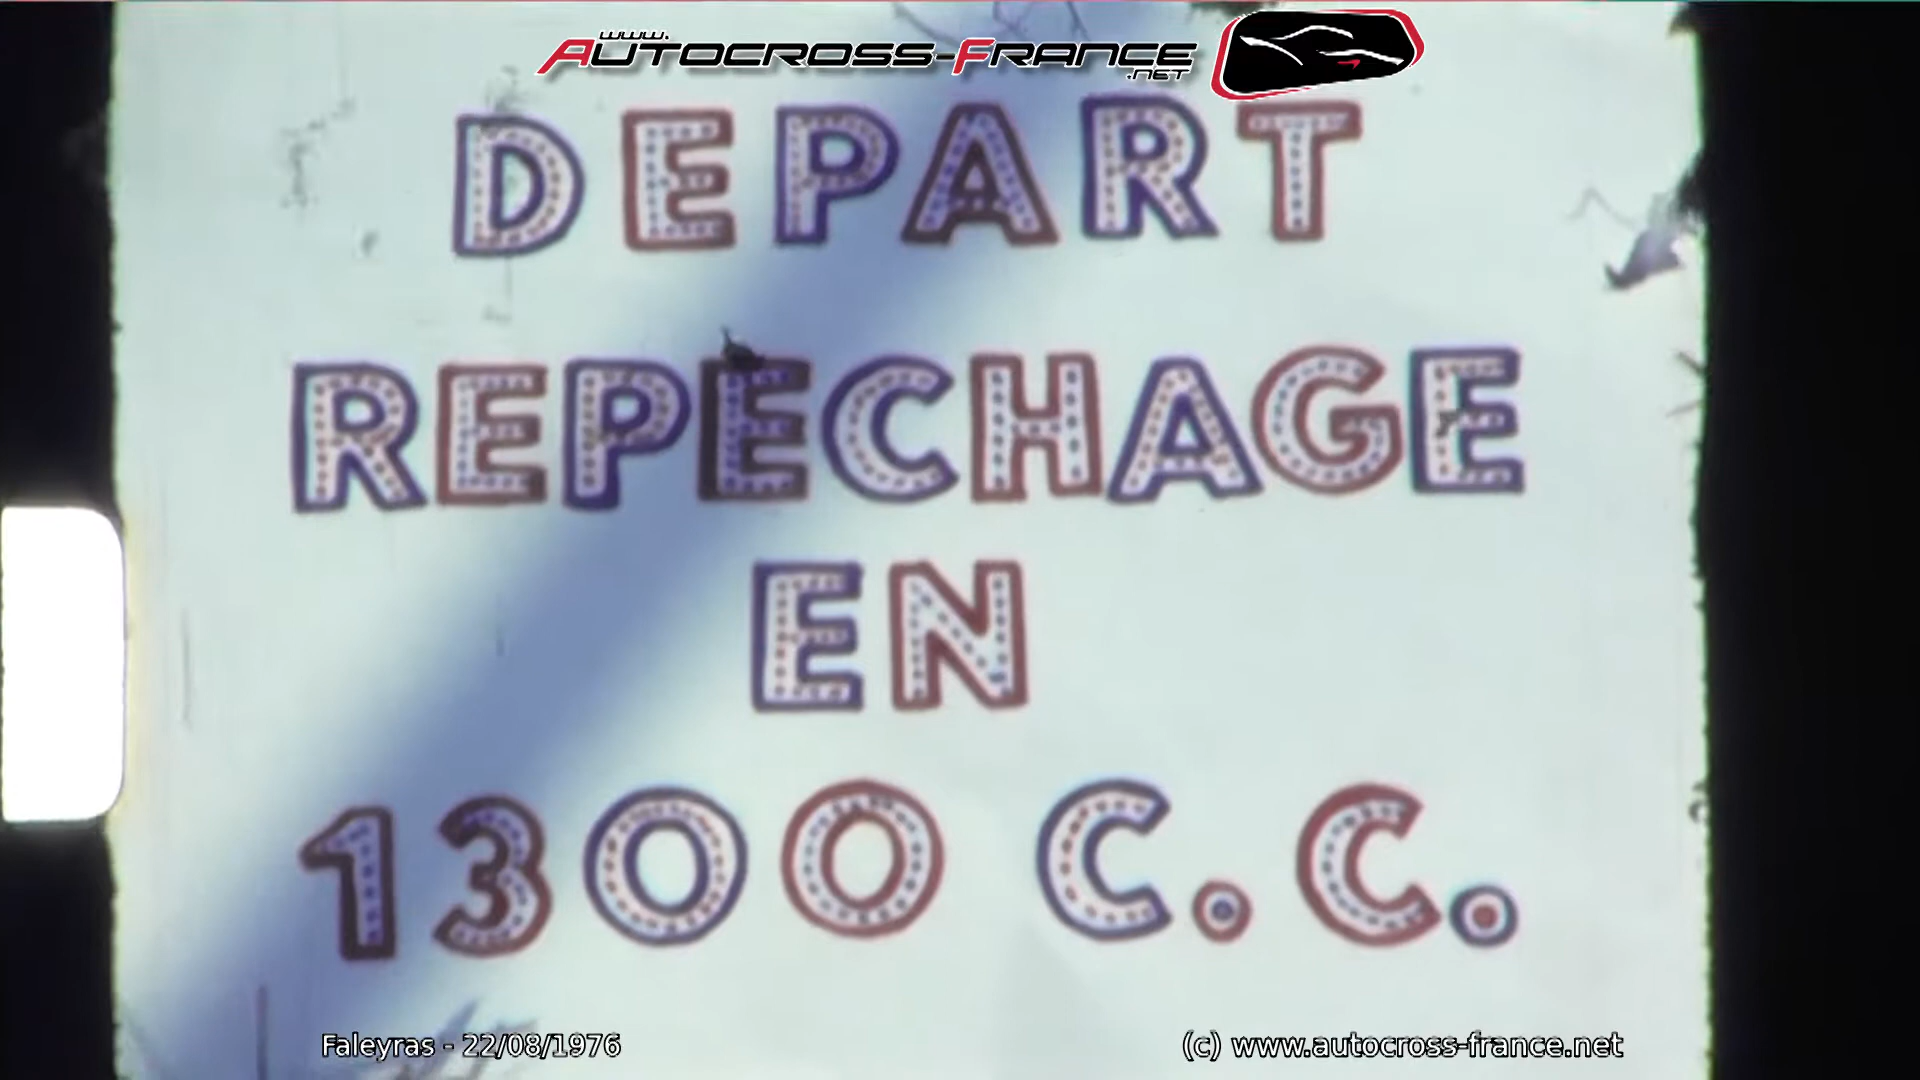 www.
AUTOCROSS-FRANCE
.NET
DEPART
REPECHAGE
EN
1300 C.C.
Faleyras - 22/08/1976
(c) www.autocross-france.net